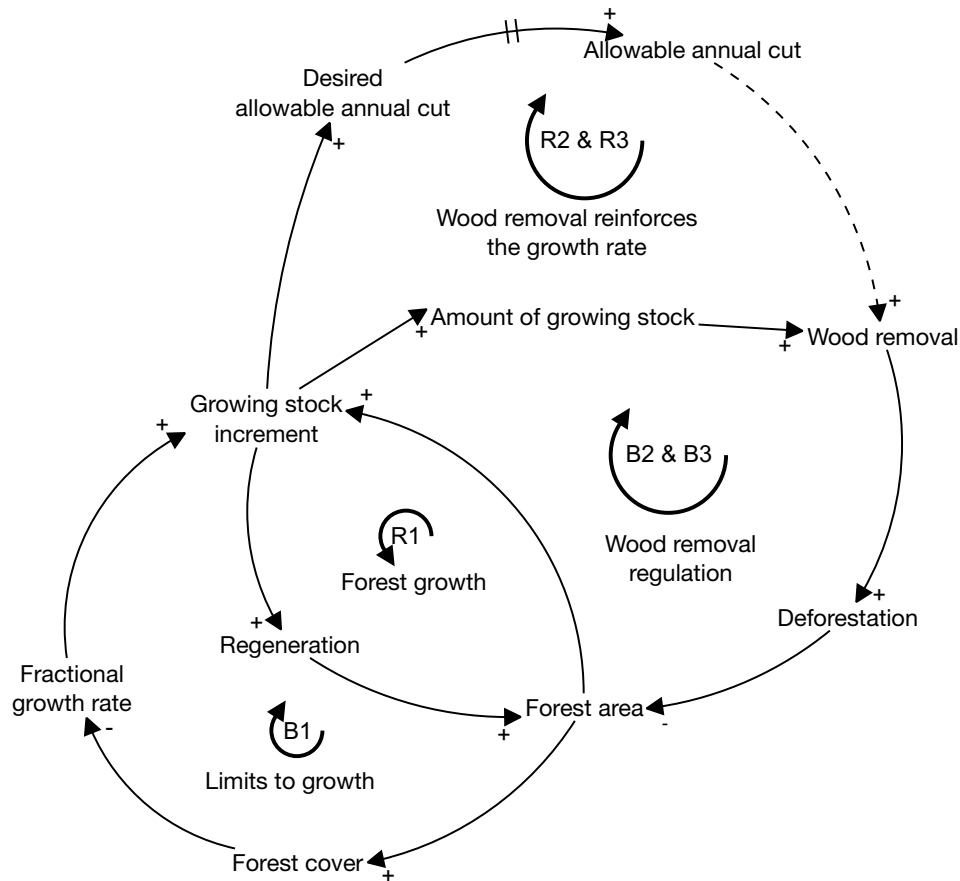 +
Allowable annual cut
Desired
allowable annual cut
+
R2 & R3
Wood removal reinforces
the growth rate
+
Amount of growing stock
+
+
Wood removal
Growing stock
increment
+
+
B2 & B3
R1
Wood removal
regulation
Forest growth
+
Deforestation
+
Regeneration
Fractional
growth rate
Forest area
-
-
B1
+
Limits to growth
Forest cover
+